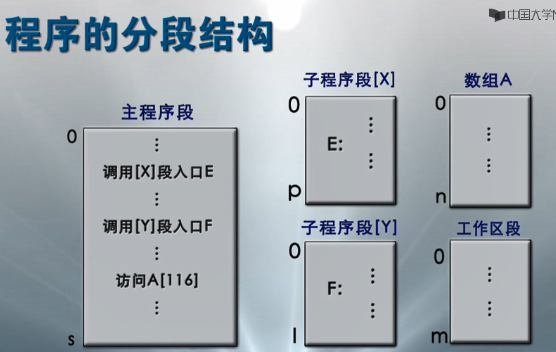 程序的分段结构
中国大学M
主程序段
0
⋮
调用[X]段入口E
⋮
调用[Y]段入口F
⋮
访问A[116]
⋮
s
子程序段[X]
0
⋮
E:
⋮
p
数组A
0
⋮
⋮
n
子程序段[Y]
0
⋮
F:
⋮
l
工作区段
0
⋮
⋮
m